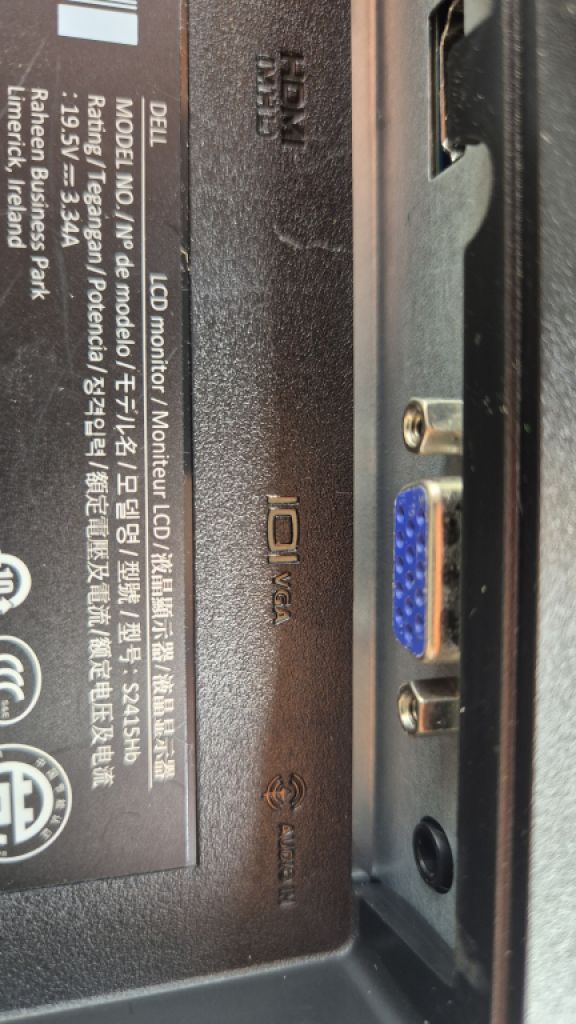 DELL LCD monitor / Moniteur LCD / 液晶顯示器 / 液晶显示器
MODEL NO. / Nº de modelo / モデル名 / 모델명 / 型號 / 型号 : S2415Hb
Rating / Tegangan / Potencia / 정격입력 / 額定電壓及電流 / 额定电压及电流
: 19.5V ⎓ 3.34A
Raheen Business Park
Limerick, Ireland
10
CCC
S&E
HDMI
/MHL
VGA
AUDIO IN